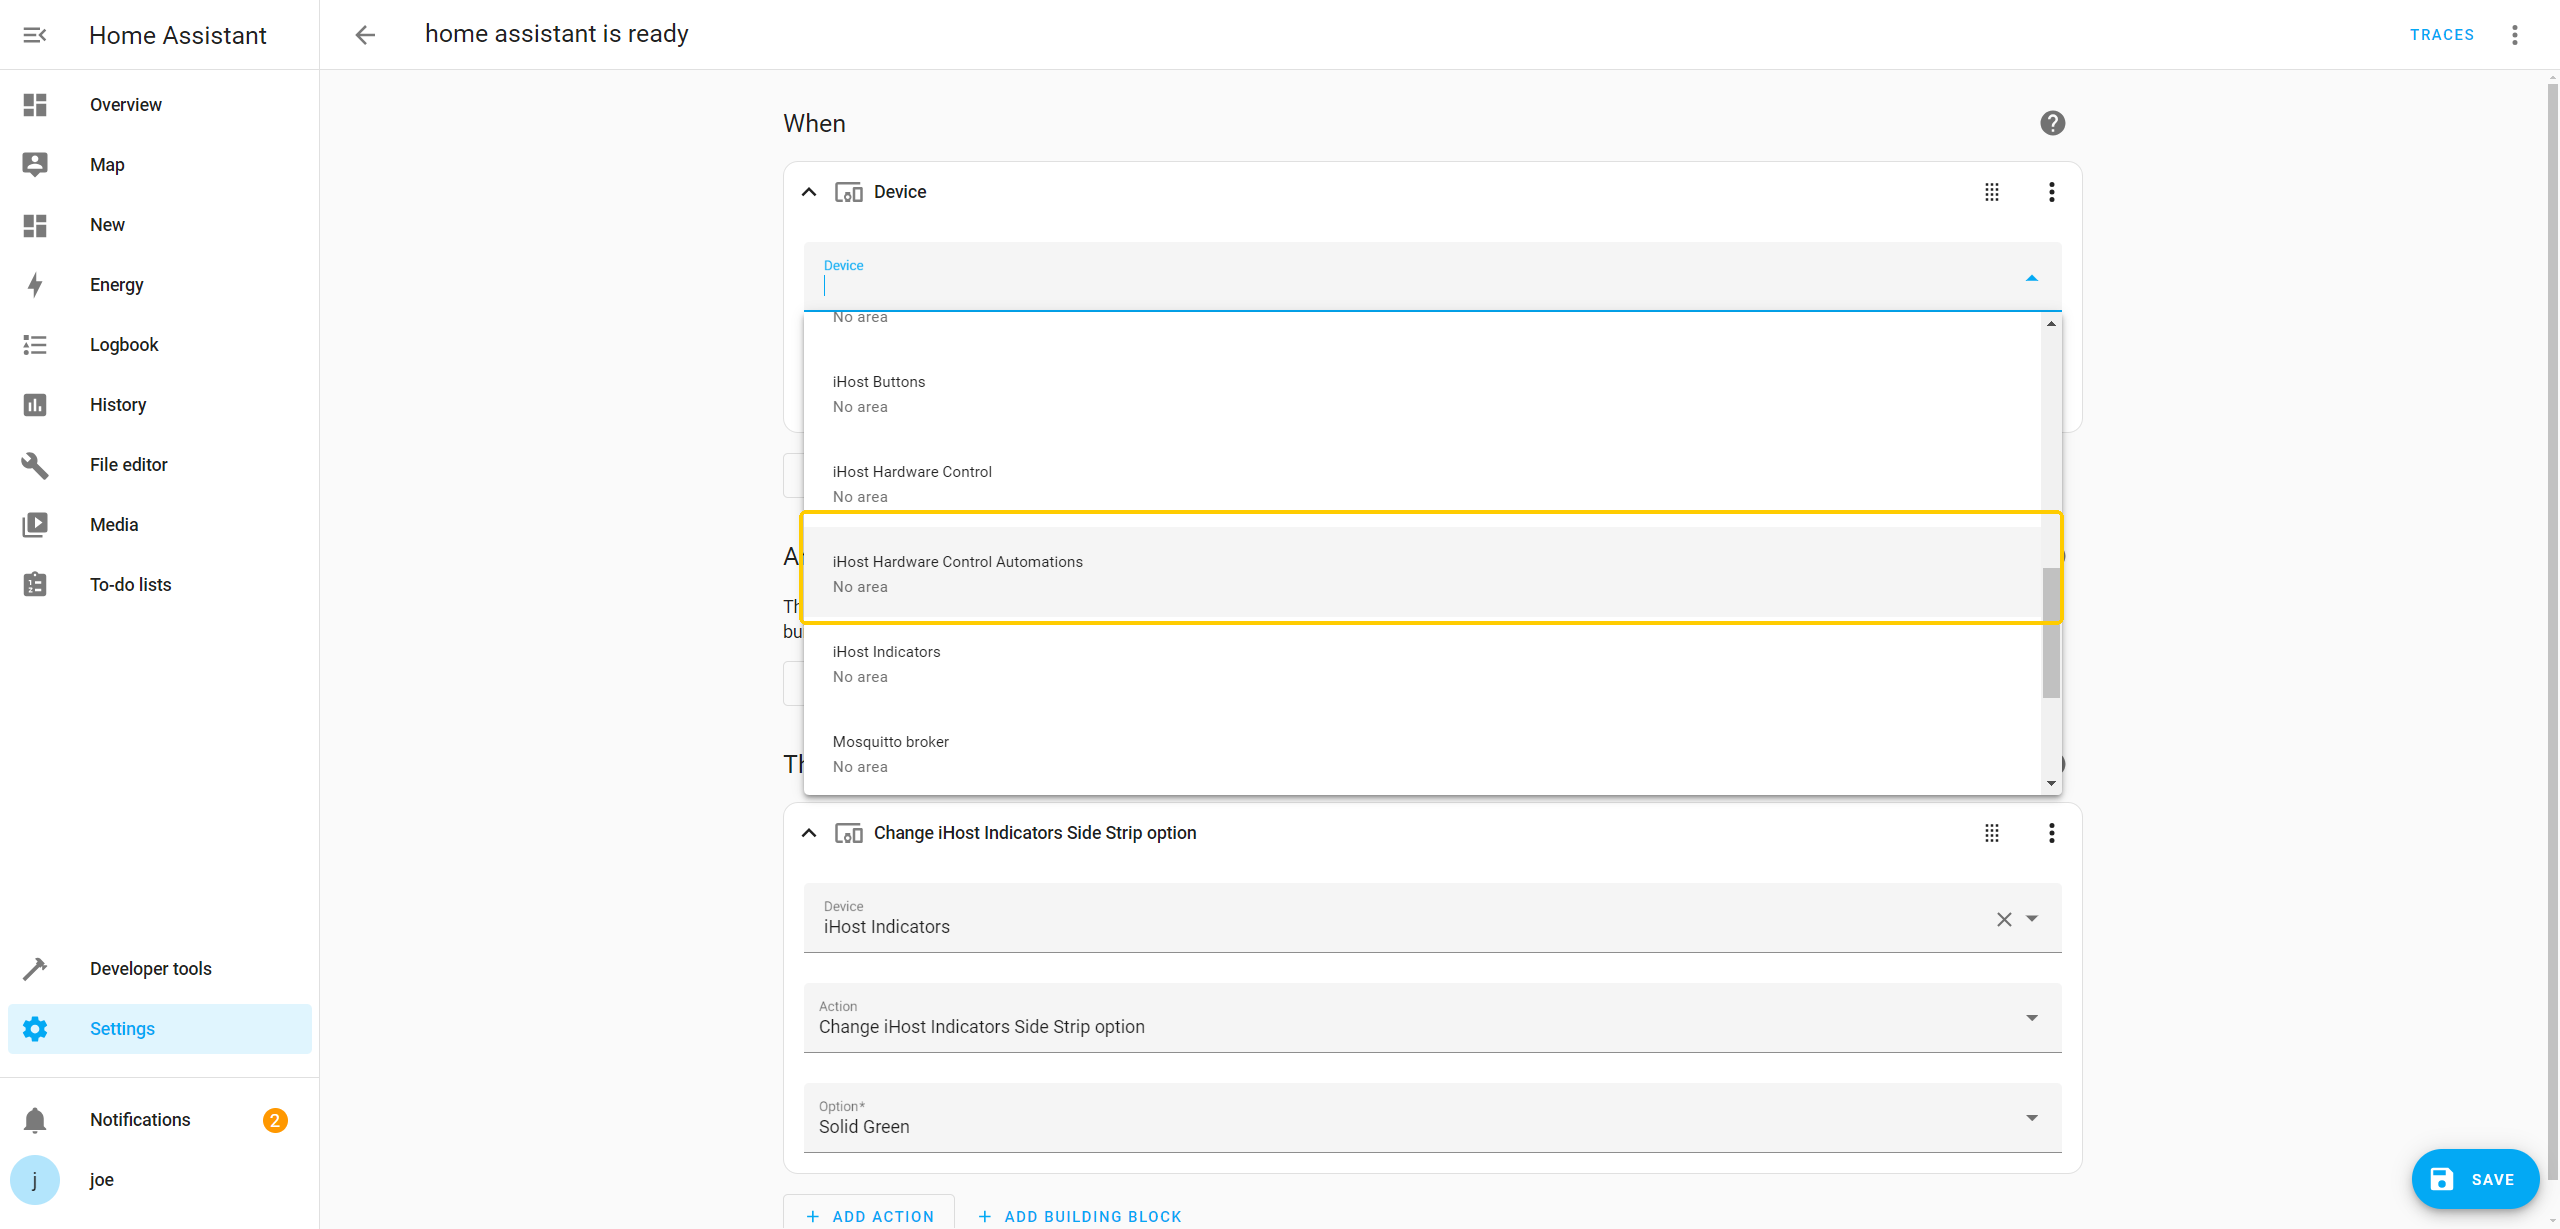 Home Assistant
home assistant is ready
TRACES
Overview
Map
New
Energy
Logbook
History
File editor
Media
To-do lists
Developer tools
Settings
Notifications
2
j
joe
When
Device
Device
No area
iHost Buttons
No area
iHost Hardware Control
No area
iHost Hardware Control Automations
No area
iHost Indicators
No area
Mosquitto broker
No area
Change iHost Indicators Side Strip option
Device
iHost Indicators
Action
Change iHost Indicators Side Strip option
Option*
Solid Green
ADD ACTION
ADD BUILDING BLOCK
SAVE